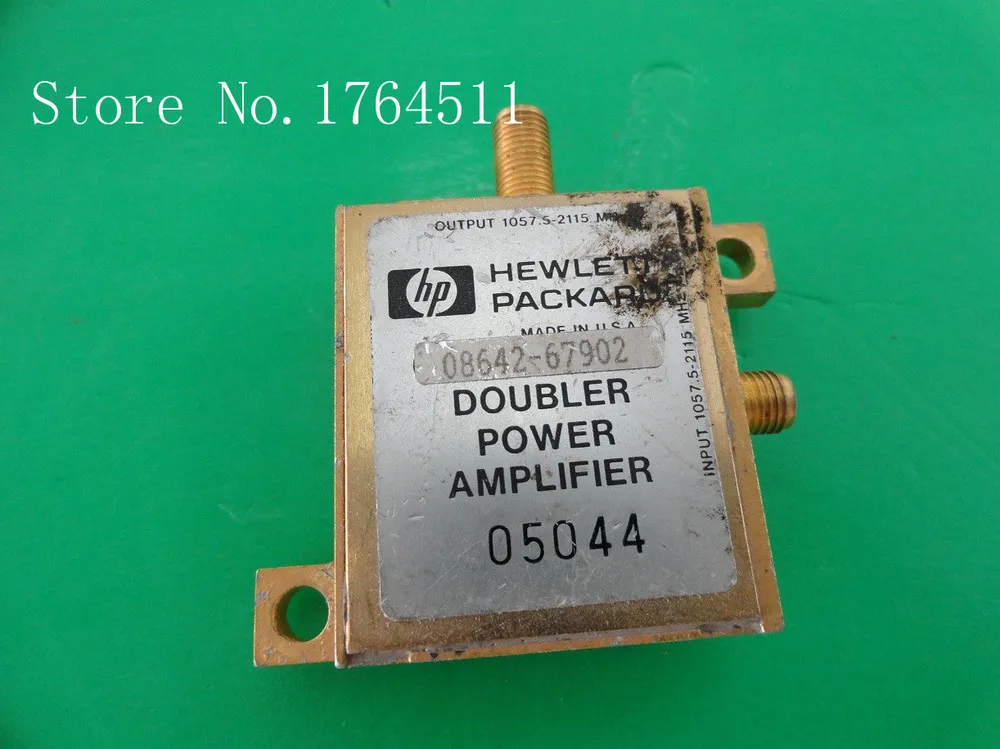 Store No.1764511
OUTPUT 1057.5-2115 MHz
hp
HEWLETT
PACKARD
MADE IN U.S.A.
08642-67902
DOUBLER
POWER
AMPLIFIER
05044
INPUT 1057.5-2115 MHz